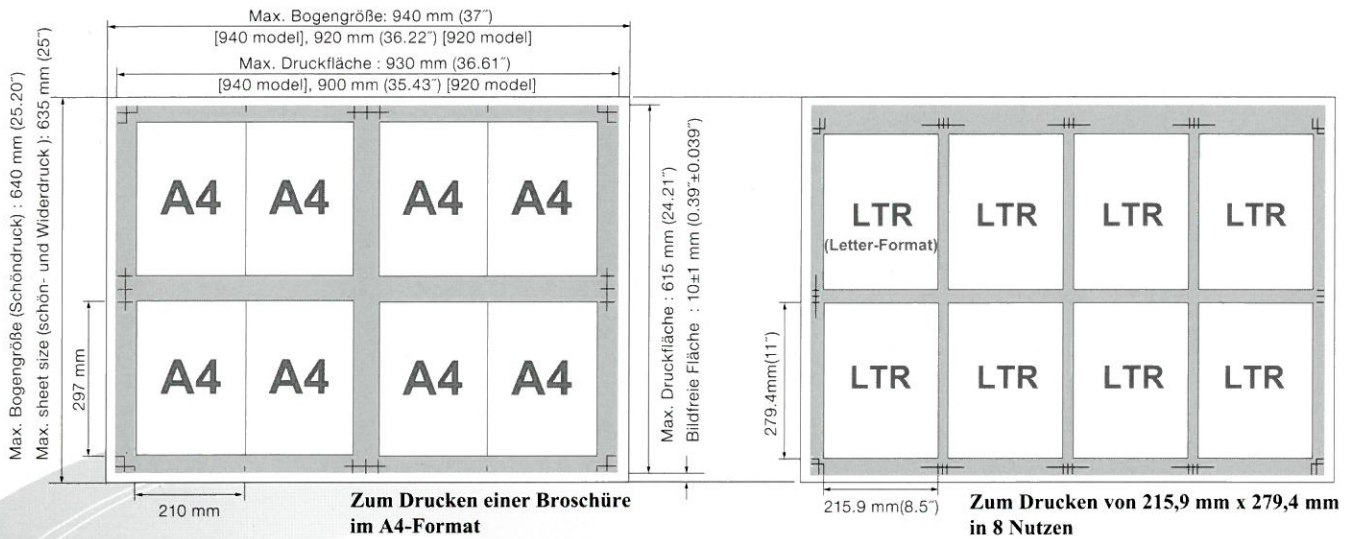 Max. Bogengröße: 940 mm (37˝)
[940 model], 920 mm (36.22˝) [920 model]
Max. Druckfläche : 930 mm (36.61˝)
[940 model], 900 mm (35.43˝) [920 model]
Max. Bogengröße (Schöndruck) : 640 mm (25.20˝)
Max. sheet size (schön- und Widerdruck ): 635 mm (25˝)
A4 A4 A4 A4
A4 A4 A4 A4
297 mm
210 mm
Zum Drucken einer Broschüre
im A4-Format
Max. Druckfläche : 615 mm (24.21˝)
Bildfreie Fläche : 10±1 mm (0.39˝±0.039˝)
LTR LTR LTR LTR
(Letter-Format)
LTR LTR LTR LTR
279.4mm(11˝)
215.9 mm(8.5˝)
Zum Drucken von 215,9 mm x 279,4 mm
in 8 Nutzen